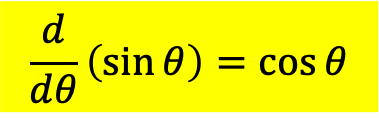 d/dθ (sin θ) = cos θ